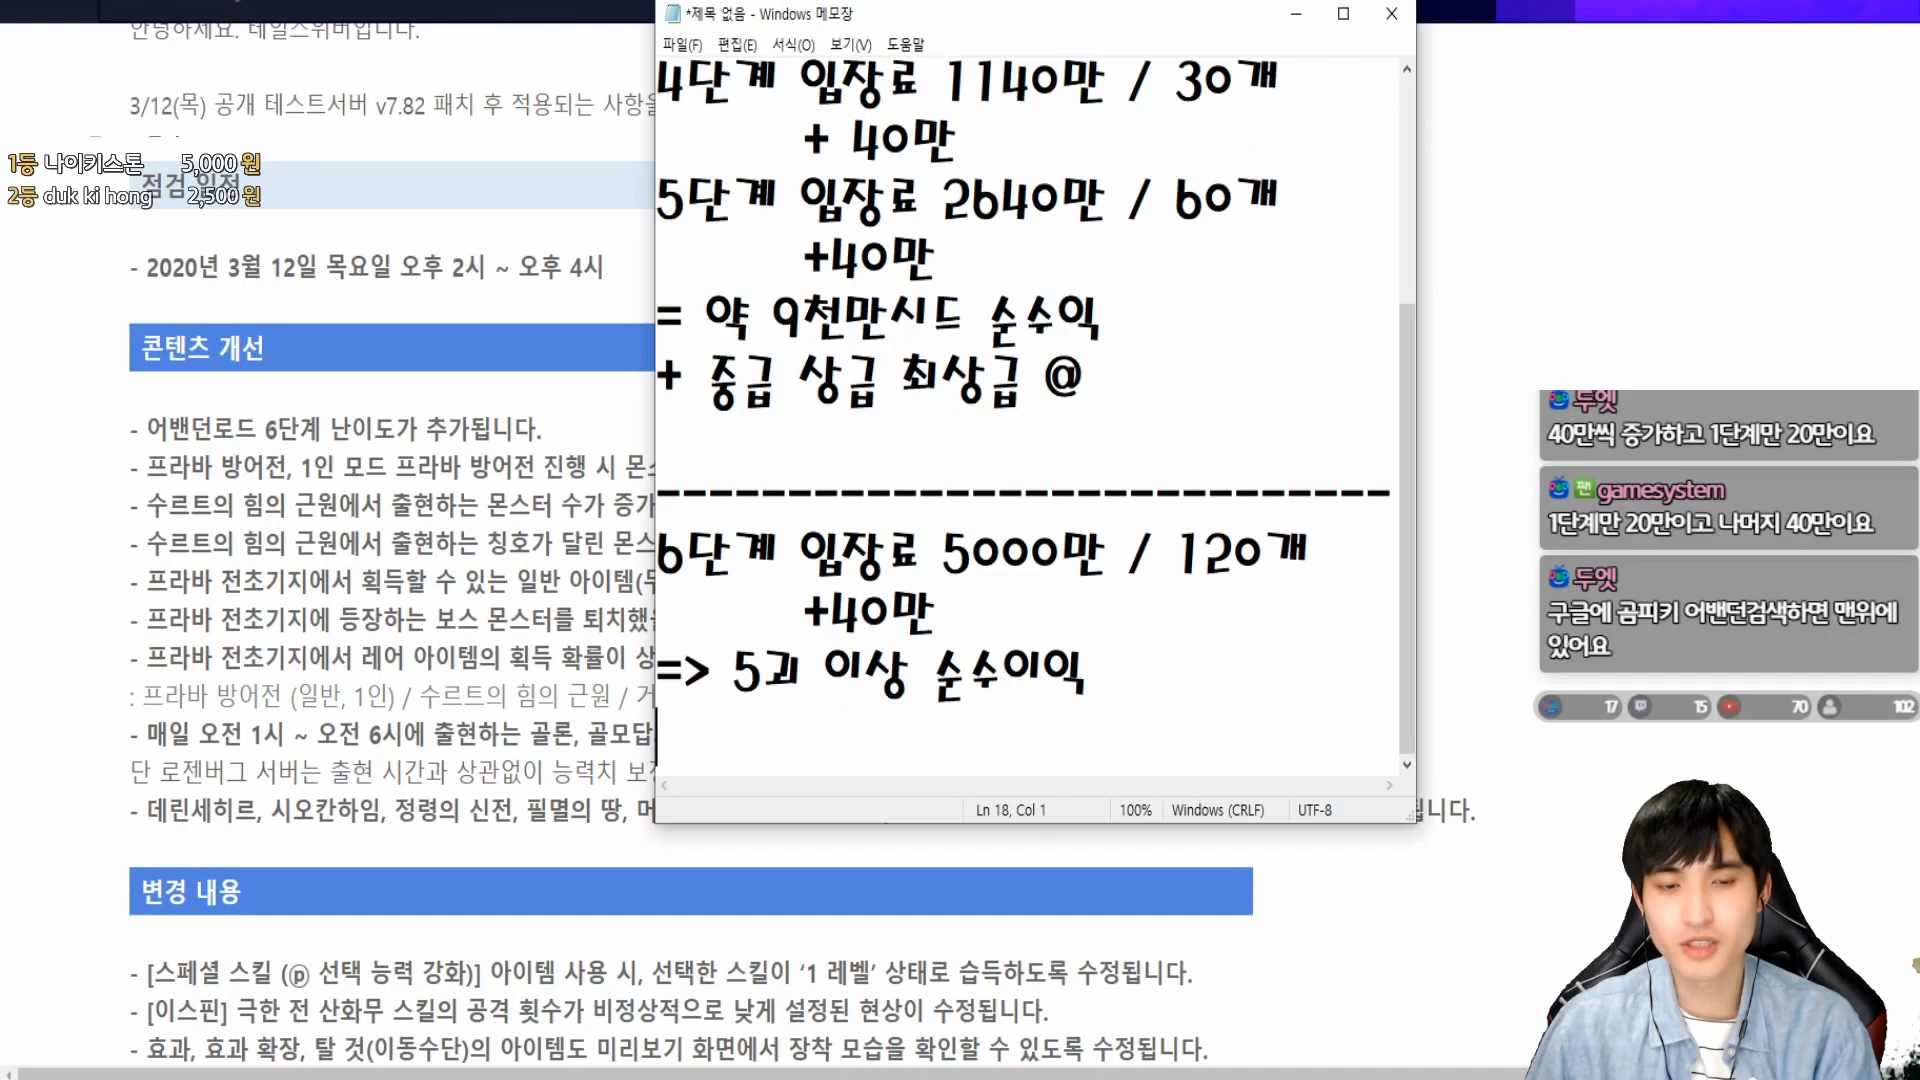 안녕하세요. 테일스위버입니다.
3/12(목) 공개 테스트서버 v7.82 패치 후 적용되는 사항을
1등 나이키스톤 5,000원
2등 duk ki hong 2,500원
점검 일정
- 2020년 3월 12일 목요일 오후 2시 ~ 오후 4시
콘텐츠 개선
- 어밴던로드 6단계 난이도가 추가됩니다.
- 프라바 방어전, 1인 모드 프라바 방어전 진행 시 몬스
- 수르트의 힘의 근원에서 출현하는 몬스터 수가 증가
- 수르트의 힘의 근원에서 출현하는 칭호가 달린 몬스
- 프라바 전초기지에서 획득할 수 있는 일반 아이템(두
- 프라바 전초기지에 등장하는 보스 몬스터를 퇴치했을
- 프라바 전초기지에서 레어 아이템의 획득 확률이 상
: 프라바 방어전 (일반, 1인) / 수르트의 힘의 근원 / 거
- 매일 오전 1시 ~ 오전 6시에 출현하는 골론, 골모답
단 로젠버그 서버는 출현 시간과 상관없이 능력치 보정
- 데린세히르, 시오칸하임, 정령의 신전, 필멸의 땅, 머
됩니다.
변경 내용
- [스페셜 스킬 (ⓟ 선택 능력 강화)] 아이템 사용 시, 선택한 스킬이 ‘1 레벨’ 상태로 습득하도록 수정됩니다.
- [이스핀] 극한 전 산화무 스킬의 공격 횟수가 비정상적으로 낮게 설정된 현상이 수정됩니다.
- 효과, 효과 확장, 탈 것(이동수단)의 아이템도 미리보기 화면에서 장착 모습을 확인할 수 있도록 수정됩니다.
*제목 없음 - Windows 메모장
파일(F) 편집(E) 서식(O) 보기(V) 도움말
4단계 입장료 1140만 / 30개
+ 40만
5단계 입장료 2640만 / 60개
+40만
= 약 9천만시드 순수익
+ 중급 상급 최상급 @
----------------------------
6단계 입장료 5000만 / 120개
+40만
=> 5괴 이상 순수이익
Ln 18, Col 1 100% Windows (CRLF) UTF-8
두엣
40만씩 증가하고 1단계만 20만이요
팬 gamesystem
1단계만 20만이고 나머지 40만이요
두엣
구글에 곰피키 어밴던검색하면 맨위에
있어요
17 15 70 102